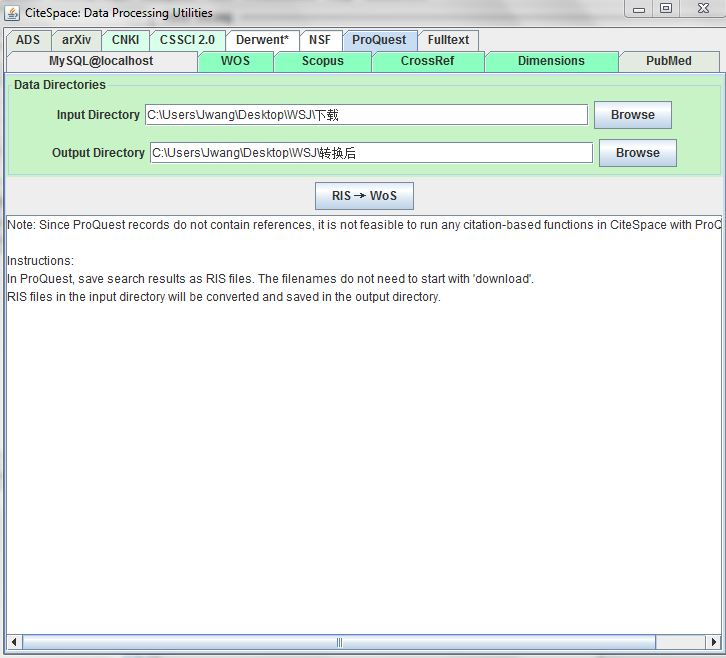 CiteSpace: Data Processing Utilities
ADS arXiv CNKI CSSCI 2.0 Derwent* NSF ProQuest Fulltext
MySQL@localhost WOS Scopus CrossRef Dimensions PubMed
Data Directories
Input Directory C:\Users\Jwang\Desktop\WSJ\下载 Browse
Output Directory C:\Users\Jwang\Desktop\WSJ\转换后 Browse
RIS → WoS
Note: Since ProQuest records do not contain references, it is not feasible to run any citation-based functions in CiteSpace with ProQ
Instructions:
In ProQuest, save search results as RIS files. The filenames do not need to start with 'download'.
RIS files in the input directory will be converted and saved in the output directory.